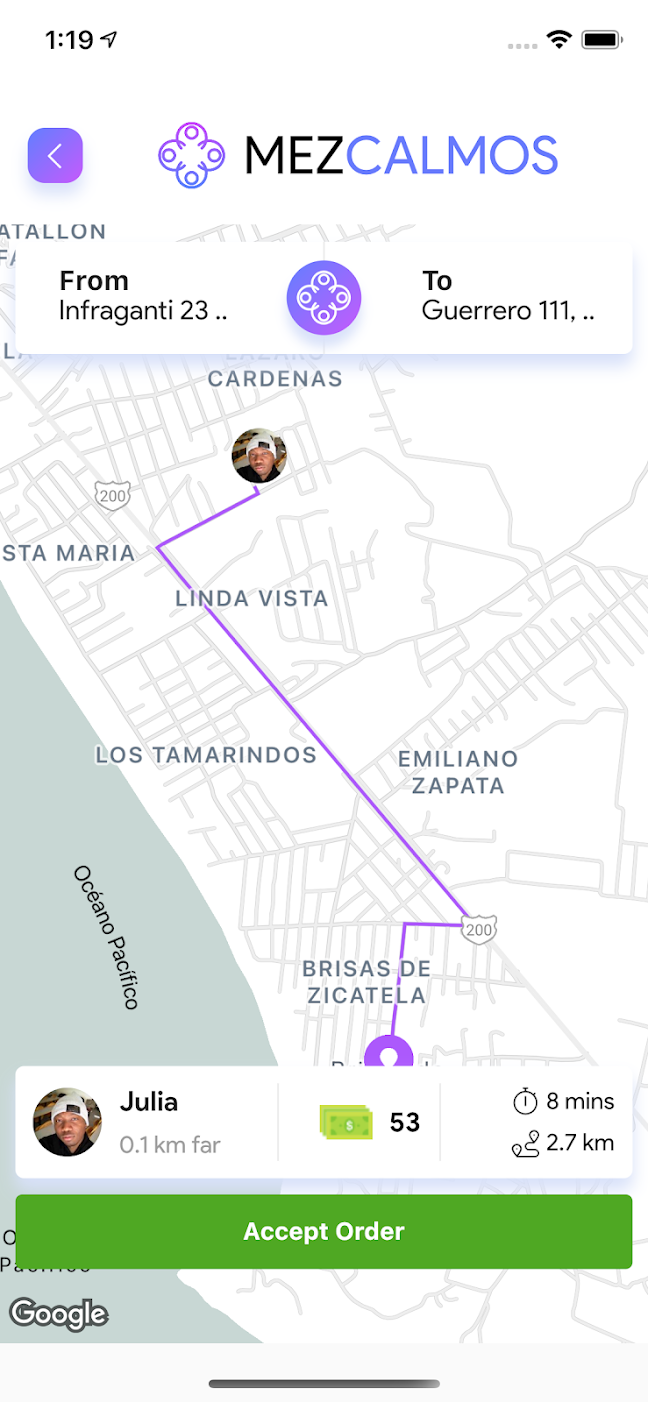 1:19
MEZCALMOS
ATALLON
From
To
Infraganti 23 ..
Guerrero 111, ..
LAZARO
CARDENAS
200
STA MARIA
LINDA VISTA
LOS TAMARINDOS
EMILIANO
ZAPATA
Océano Pacífico
200
BRISAS DE
ZICATELA
Julia
0.1 km far
53
8 mins
2.7 km
Accept Order
Google